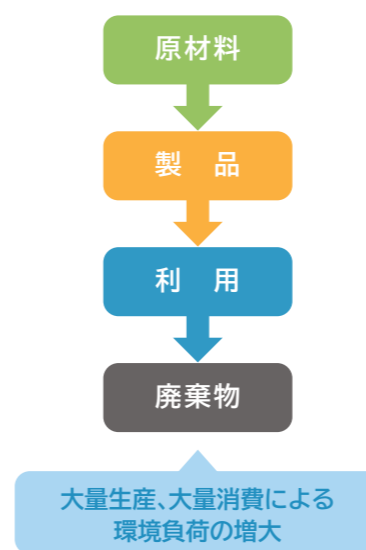 原材料
製　品
利　用
廃棄物
大量生産、大量消費による
環境負荷の増大